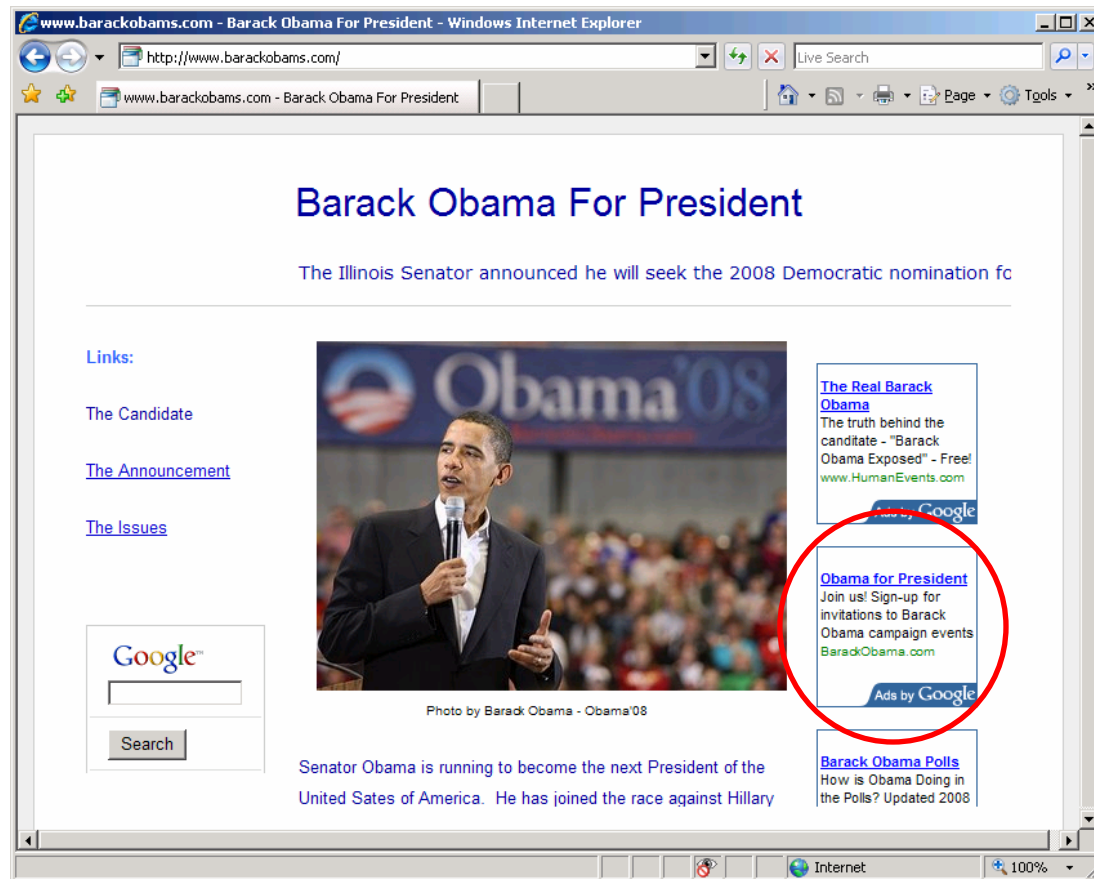 www.barackobams.com - Barack Obama For President - Windows Internet Explorer
http://www.barackobams.com/
Live Search
www.barackobams.com - Barack Obama For President
Page
Tools
Barack Obama For President
The Illinois Senator announced he will seek the 2008 Democratic nomination fo
Links:
The Candidate
The Announcement
The Issues
Google™
Search
Obama'08
BarackObama.com
Photo by Barack Obama - Obama'08
Senator Obama is running to become the next President of the
United Sates of America. He has joined the race against Hillary
The Real Barack
Obama
The truth behind the
canditate - "Barack
Obama Exposed" - Free!
www.HumanEvents.com
Ads by Google
Obama for President
Join us! Sign-up for
invitations to Barack
Obama campaign events
BarackObama.com
Ads by Google
Barack Obama Polls
How is Obama Doing in
the Polls? Updated 2008
Internet
100%